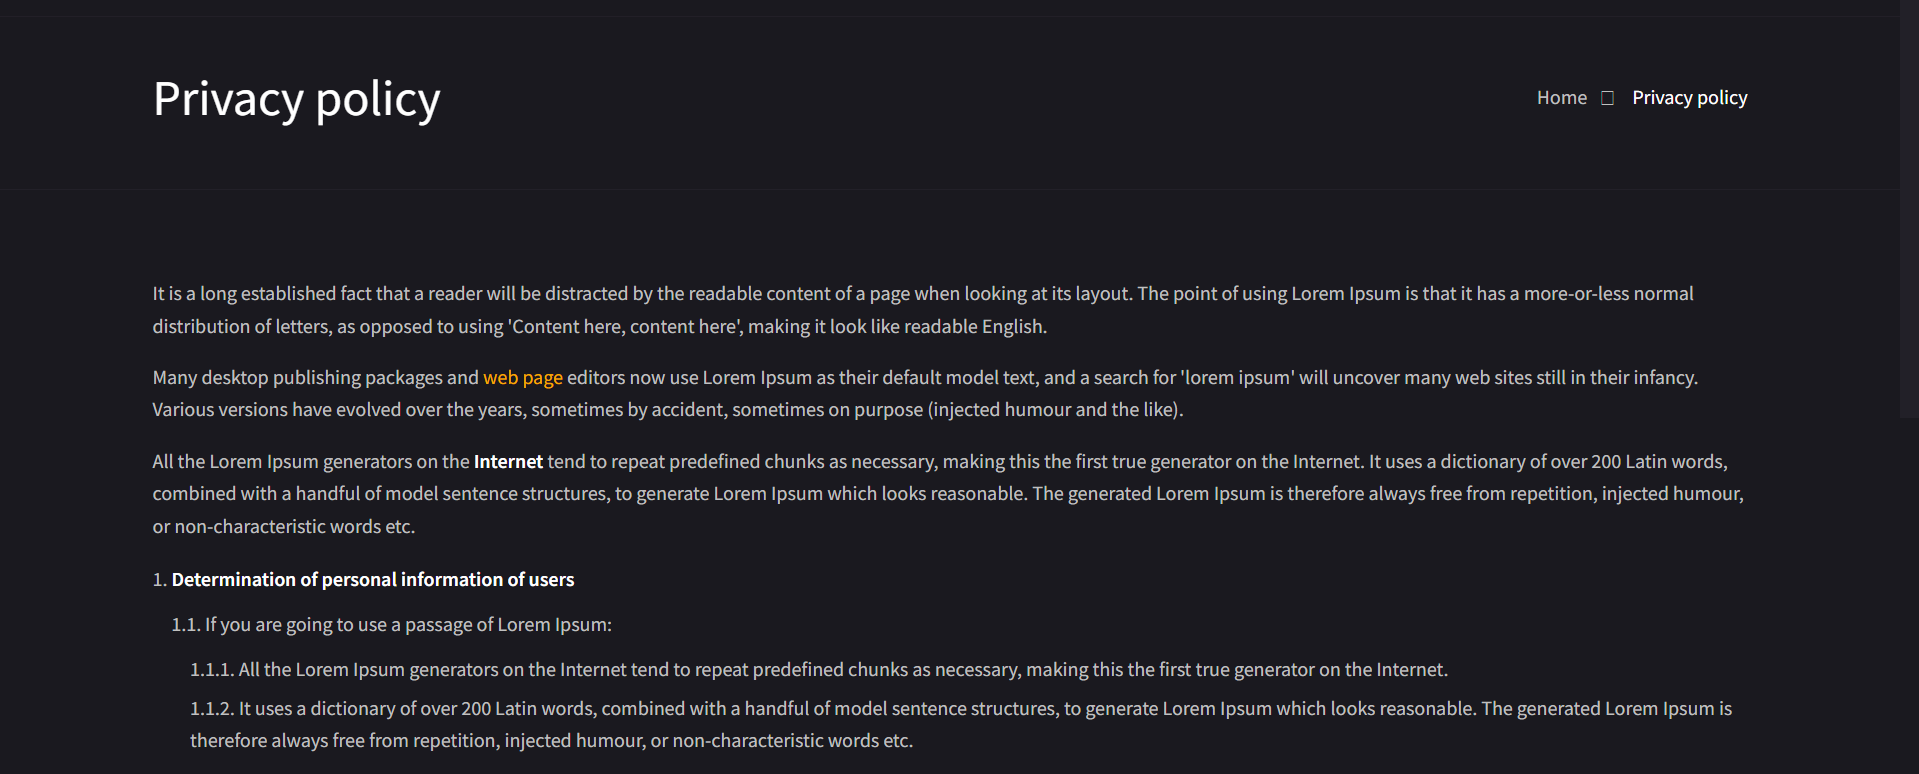 Privacy policy
Home Privacy policy
It is a long established fact that a reader will be distracted by the readable content of a page when looking at its layout. The point of using Lorem Ipsum is that it has a more-or-less normal
distribution of letters, as opposed to using 'Content here, content here', making it look like readable English.
Many desktop publishing packages and web page editors now use Lorem Ipsum as their default model text, and a search for 'lorem ipsum' will uncover many web sites still in their infancy.
Various versions have evolved over the years, sometimes by accident, sometimes on purpose (injected humour and the like).
All the Lorem Ipsum generators on the Internet tend to repeat predefined chunks as necessary, making this the first true generator on the Internet. It uses a dictionary of over 200 Latin words,
combined with a handful of model sentence structures, to generate Lorem Ipsum which looks reasonable. The generated Lorem Ipsum is therefore always free from repetition, injected humour,
or non-characteristic words etc.
1. Determination of personal information of users
1.1. If you are going to use a passage of Lorem Ipsum:
1.1.1. All the Lorem Ipsum generators on the Internet tend to repeat predefined chunks as necessary, making this the first true generator on the Internet.
1.1.2. It uses a dictionary of over 200 Latin words, combined with a handful of model sentence structures, to generate Lorem Ipsum which looks reasonable. The generated Lorem Ipsum is
therefore always free from repetition, injected humour, or non-characteristic words etc.